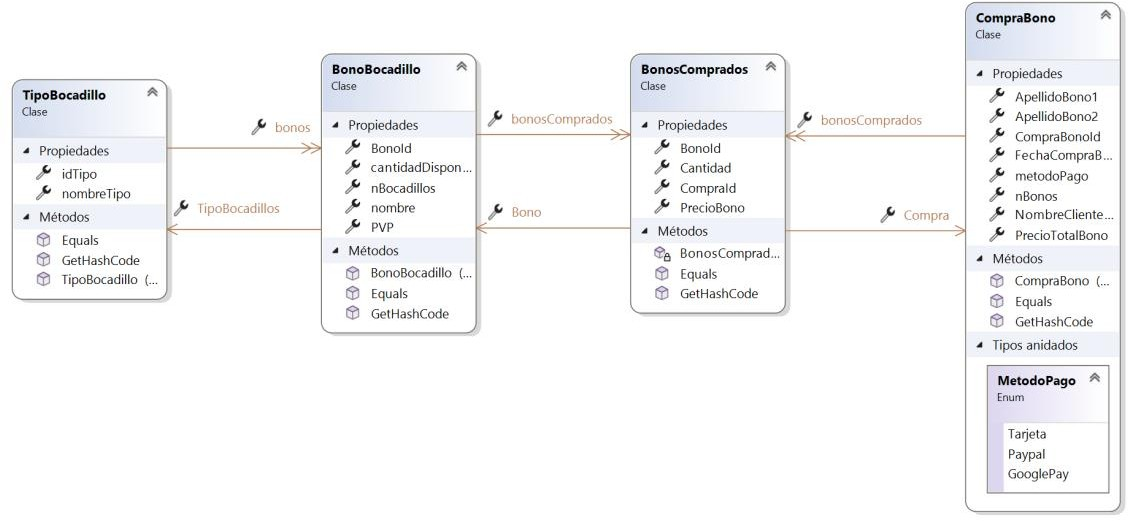 TipoBocadillo
Clase
Propiedades
idTipo
nombreTipo
Métodos
Equals
GetHashCode
TipoBocadillo (...
bonos
TipoBocadillos
BonoBocadillo
Clase
Propiedades
BonoId
cantidadDispon...
nBocadillos
nombre
PVP
Métodos
BonoBocadillo (...
Equals
GetHashCode
bonosComprados
Bono
BonosComprados
Clase
Propiedades
BonoId
Cantidad
CompraId
PrecioBono
Métodos
BonosComprad...
Equals
GetHashCode
bonosComprados
Compra
CompraBono
Clase
Propiedades
ApellidoBono1
ApellidoBono2
CompraBonoId
FechaCompraB...
metodoPago
nBonos
NombreCliente...
PrecioTotalBono
Métodos
CompraBono (...
Equals
GetHashCode
Tipos anidados
MetodoPago
Enum
Tarjeta
Paypal
GooglePay